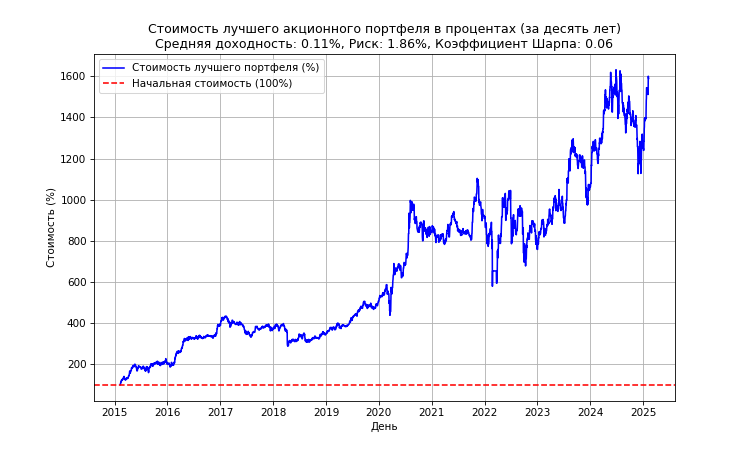 Стоимость лучшего акционного портфеля в процентах (за десять лет)
Средняя доходность: 0.11%, Риск: 1.86%, Коэффициент Шарпа: 0.06
Стоимость лучшего портфеля (%)
Начальная стоимость (100%)
Стоимость (%)
1600
1400
1200
1000
800
600
400
200
2015 2016 2017 2018 2019 2020 2021 2022 2023 2024 2025
День